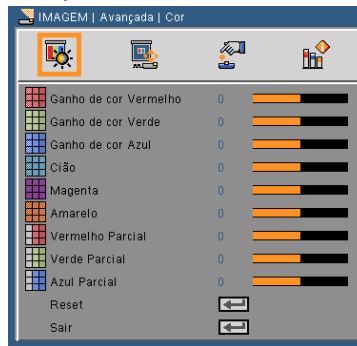 IMAGEM | Avançada | Cor
Ganho de cor Vermelho 0
Ganho de cor Verde 0
Ganho de cor Azul 0
Cião 0
Magenta 0
Amarelo 0
Vermelho Parcial 0
Verde Parcial 0
Azul Parcial 0
Reset
Sair